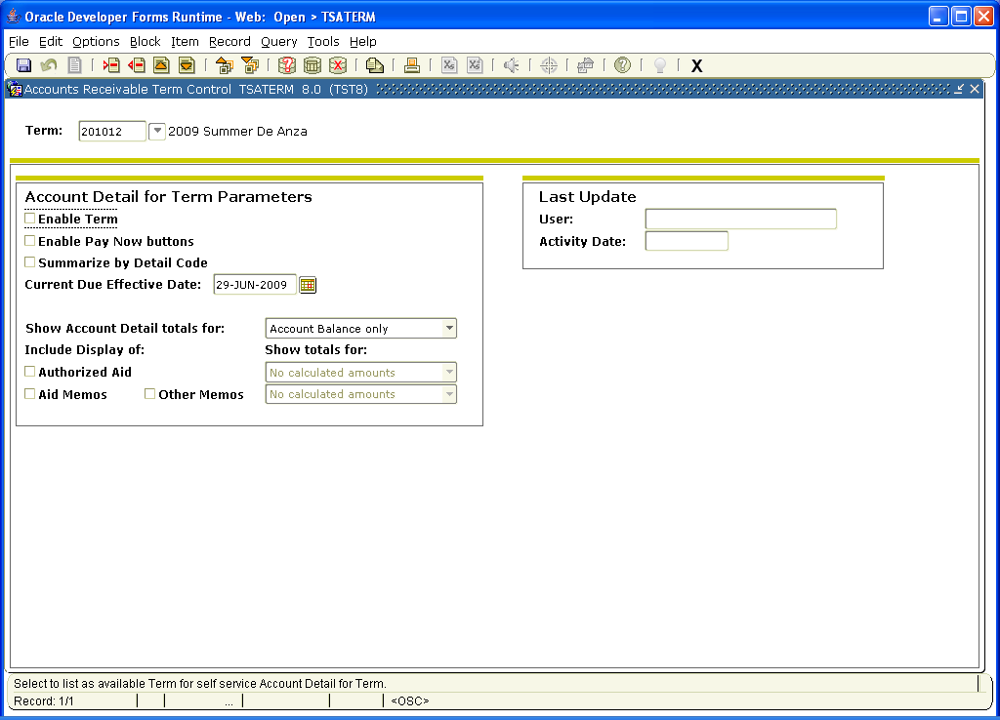 Oracle Developer Forms Runtime - Web: Open > TSATERM
File Edit Options Block Item Record Query Tools Help
X
Accounts Receivable Term Control TSATERM 8.0 (TST8)
Term: 201012 2009 Summer De Anza
Account Detail for Term Parameters
Enable Term
Enable Pay Now buttons
Summarize by Detail Code
Current Due Effective Date: 29-JUN-2009
Show Account Detail totals for: Account Balance only
Include Display of: Show totals for:
Authorized Aid No calculated amounts
Aid Memos Other Memos No calculated amounts
Last Update
User:
Activity Date:
Select to list as available Term for self service Account Detail for Term.
Record: 1/1 ... <OSC>